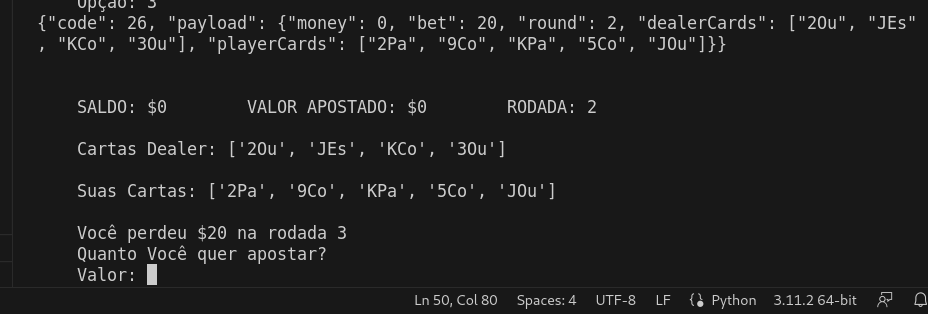 Opção: 3
{"code": 26, "payload": {"money": 0, "bet": 20, "round": 2, "dealerCards": ["2Ou", "JEs"
, "KCo", "3Ou"], "playerCards": ["2Pa", "9Co", "KPa", "5Co", "JOu"]}}
SALDO: $0 VALOR APOSTADO: $0 RODADA: 2
Cartas Dealer: ['2Ou', 'JEs', 'KCo', '3Ou']
Suas Cartas: ['2Pa', '9Co', 'KPa', '5Co', 'JOu']
Você perdeu $20 na rodada 3
Quanto Você quer apostar?
Valor:
Ln 50, Col 80 Spaces: 4 UTF-8 LF Python 3.11.2 64-bit